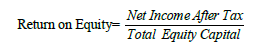 Return on Equity= Net Income After Tax
Total Equity Capital